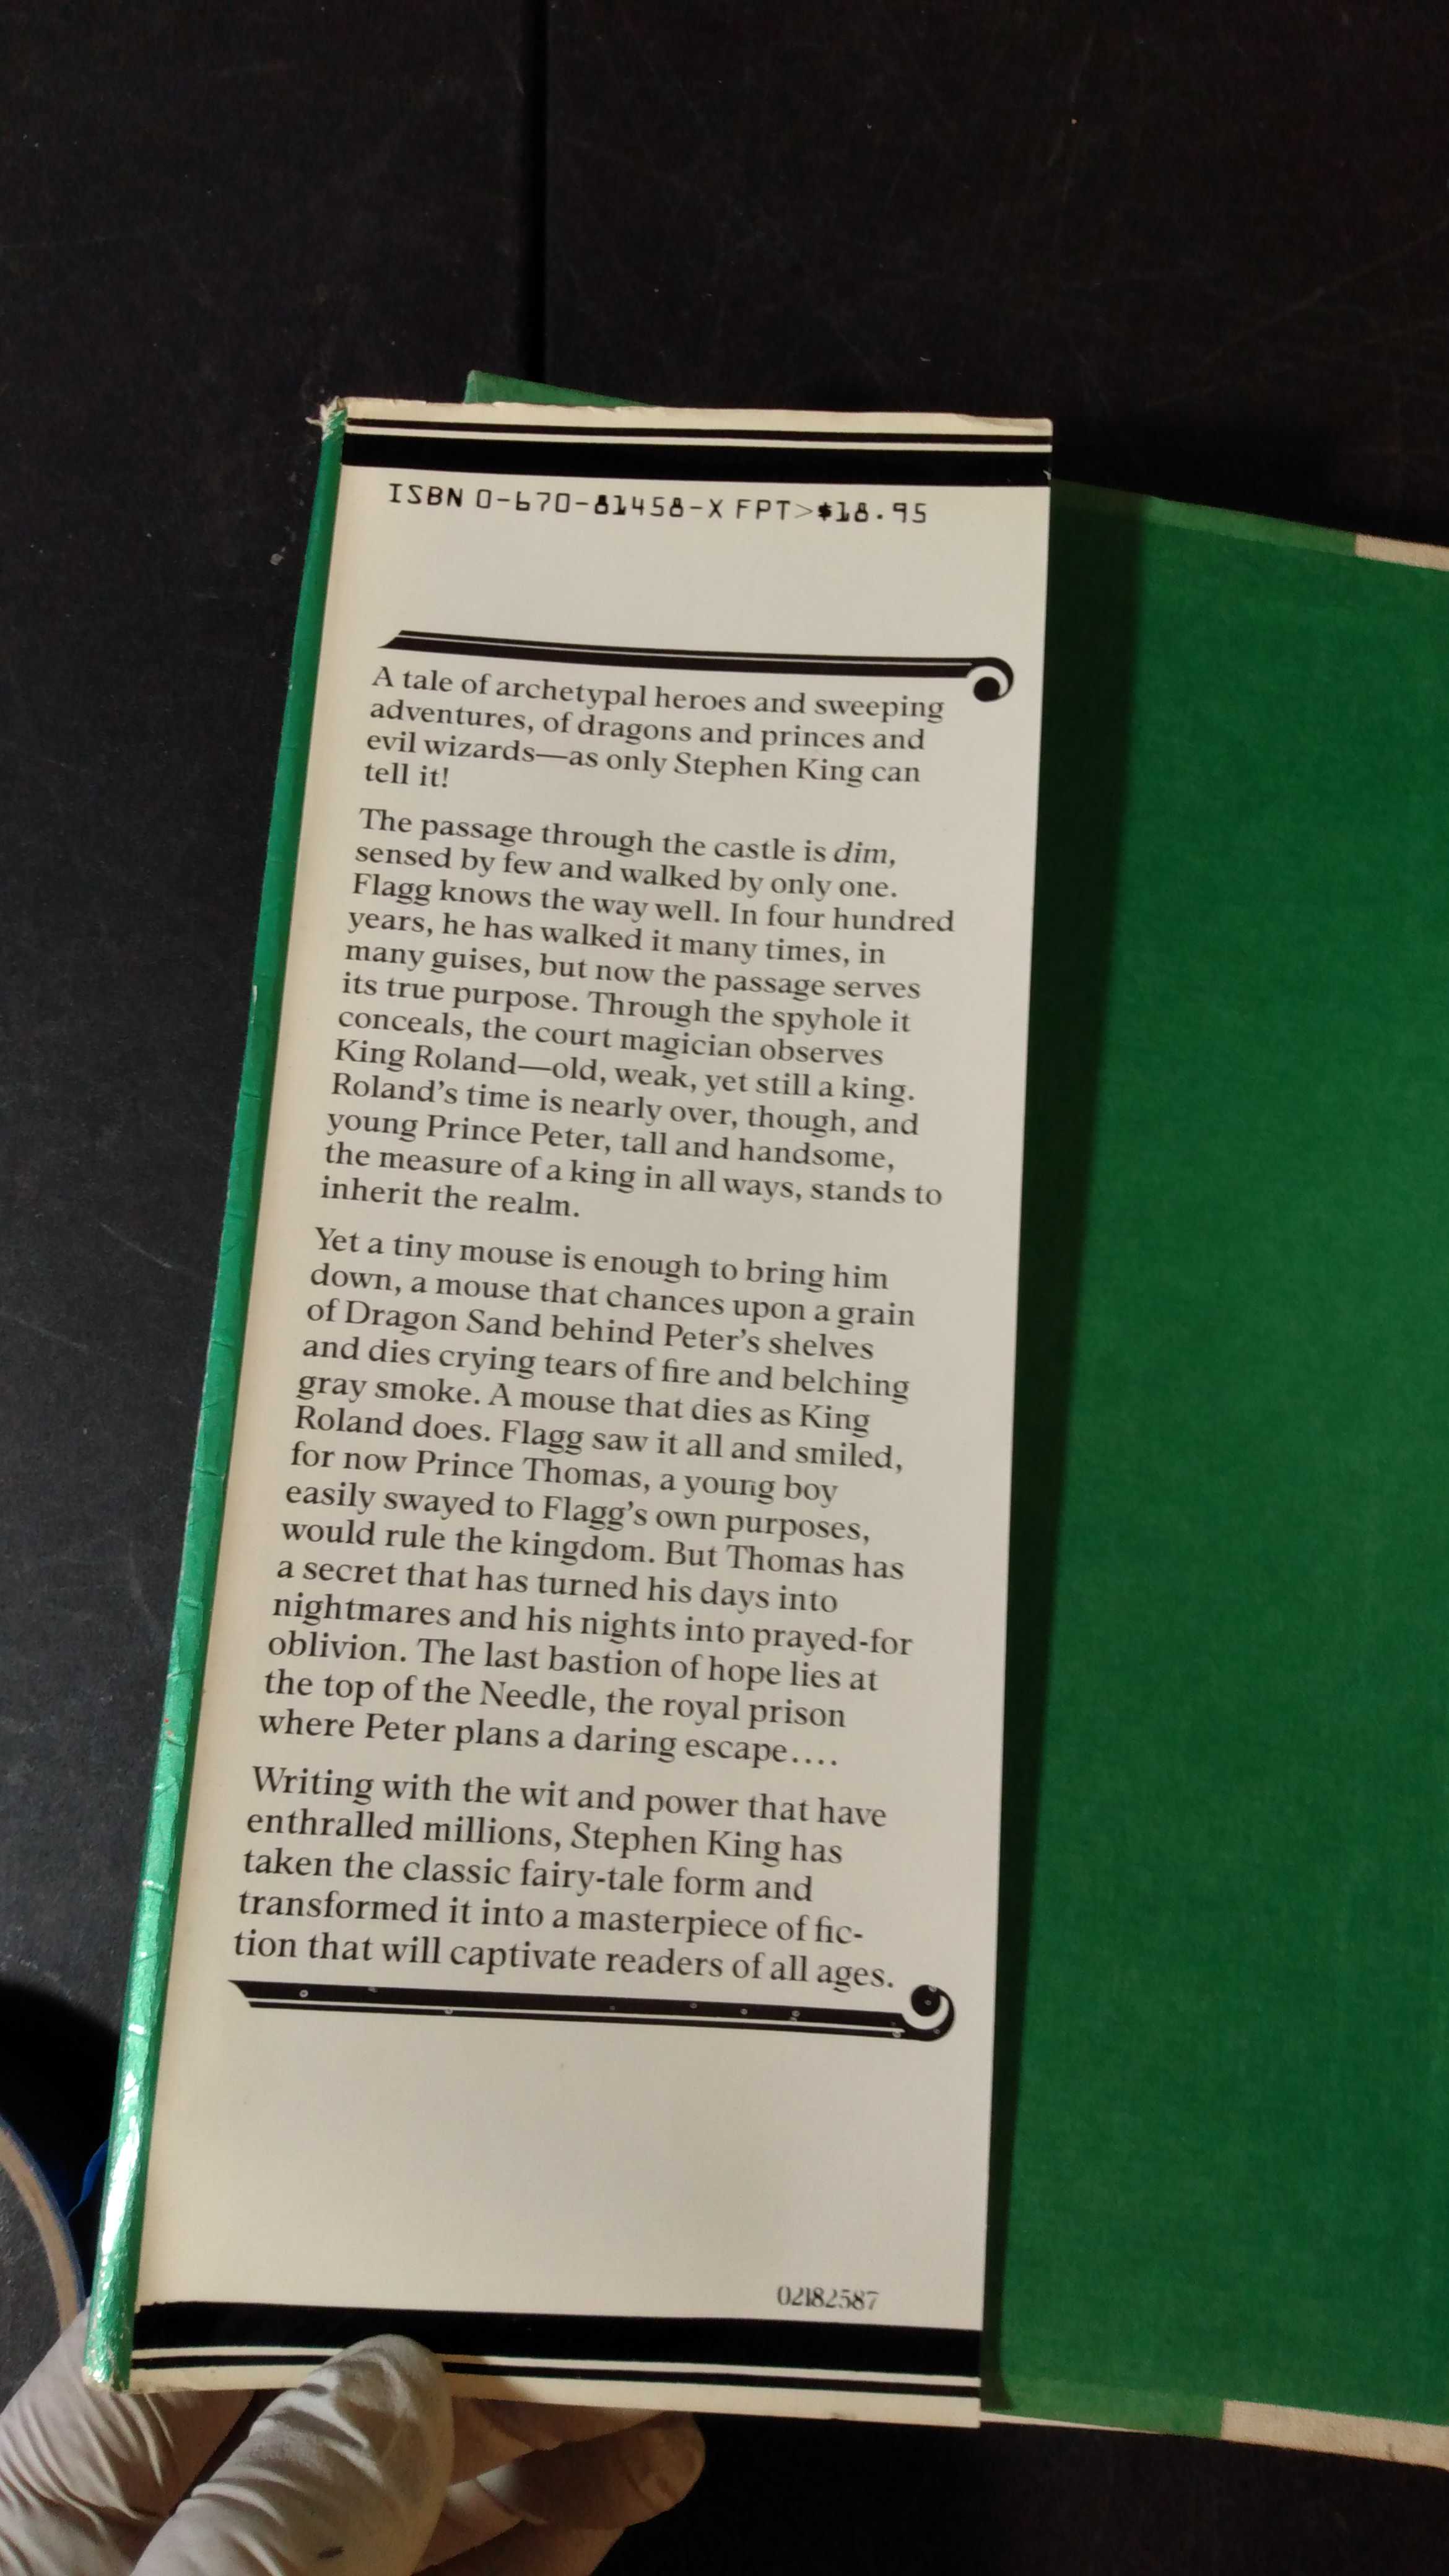 ISBN 0-670-81458-X FPT>$18.95
A tale of archetypal heroes and sweeping
adventures, of dragons and princes and
evil wizards—as only Stephen King can
tell it!
The passage through the castle is dim,
sensed by few and walked by only one.
Flagg knows the way well. In four hundred
years, he has walked it many times, in
many guises, but now the passage serves
its true purpose. Through the spyhole it
conceals, the court magician observes
King Roland—old, weak, yet still a king.
Roland's time is nearly over, though, and
young Prince Peter, tall and handsome,
the measure of a king in all ways, stands to
inherit the realm.
Yet a tiny mouse is enough to bring him
down, a mouse that chances upon a grain
of Dragon Sand behind Peter's shelves
and dies crying tears of fire and belching
gray smoke. A mouse that dies as King
Roland does. Flagg saw it all and smiled,
for now Prince Thomas, a young boy
easily swayed to Flagg's own purposes,
would rule the kingdom. But Thomas has
a secret that has turned his days into
nightmares and his nights into prayed-for
oblivion. The last bastion of hope lies at
the top of the Needle, the royal prison
where Peter plans a daring escape....
Writing with the wit and power that have
enthralled millions, Stephen King has
taken the classic fairy-tale form and
transformed it into a masterpiece of fic-
tion that will captivate readers of all ages.
02182587